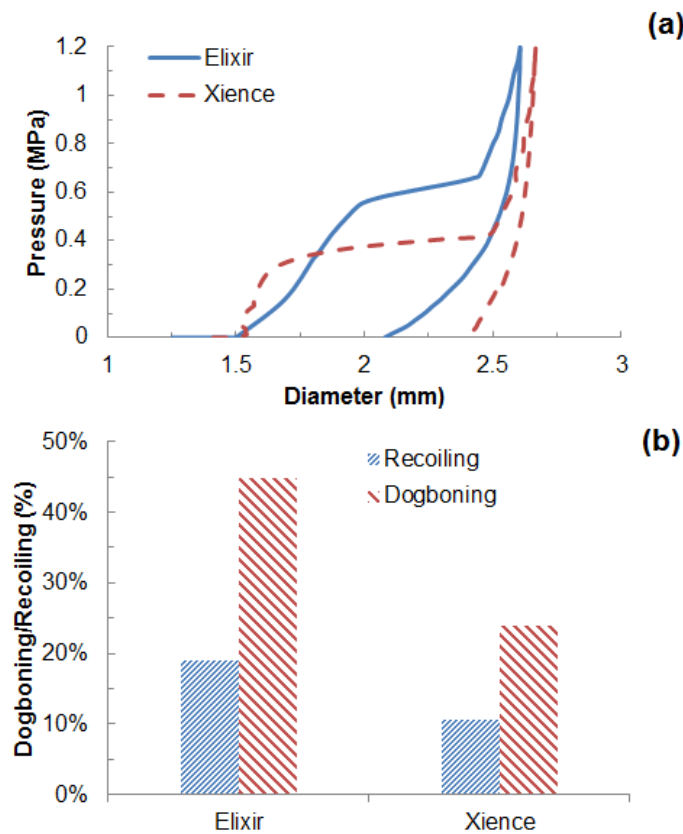 (a)
1.2
1
0.8
0.6
0.4
0.2
0
Pressure (MPa)
Elixir
Xience
1
1.5
2
2.5
3
Diameter (mm)
(b)
50%
40%
30%
20%
10%
0%
Dogboning/Recoiling (%)
Recoiling
Dogboning
Elixir
Xience